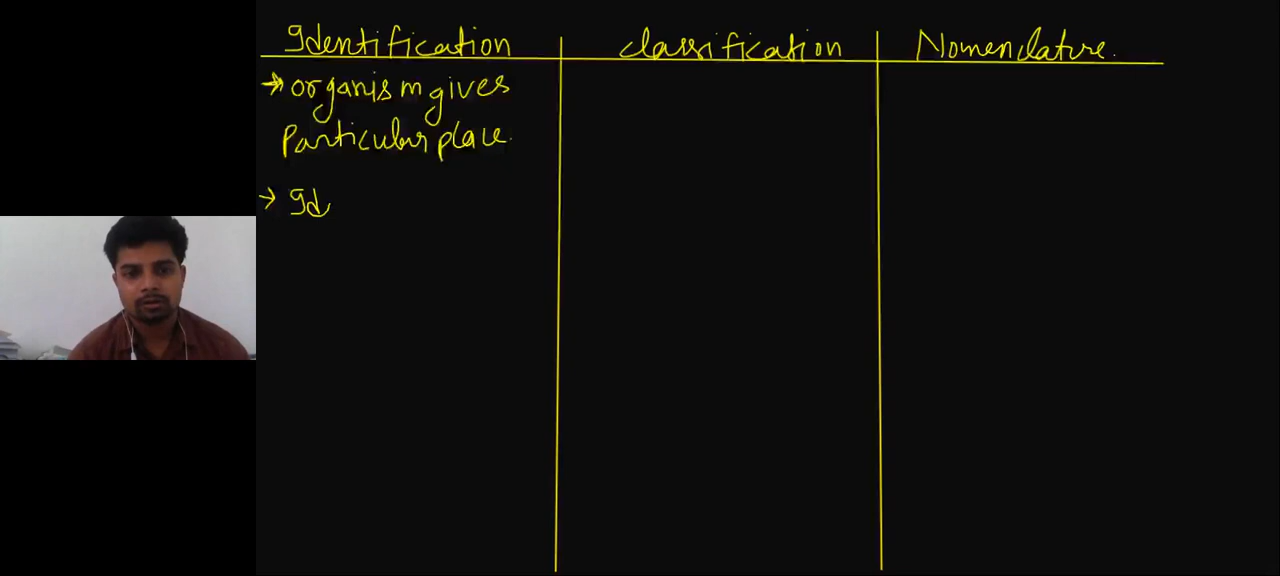 Identification classification Nomenclature.
→ organism gives
Particular place.
→ Id